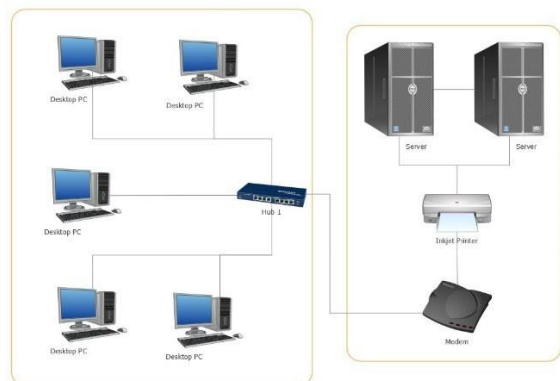 Desktop PC
Desktop PC
Server
Server
Desktop PC
Hub 1
Inkjet Printer
Desktop PC
Desktop PC
Modem